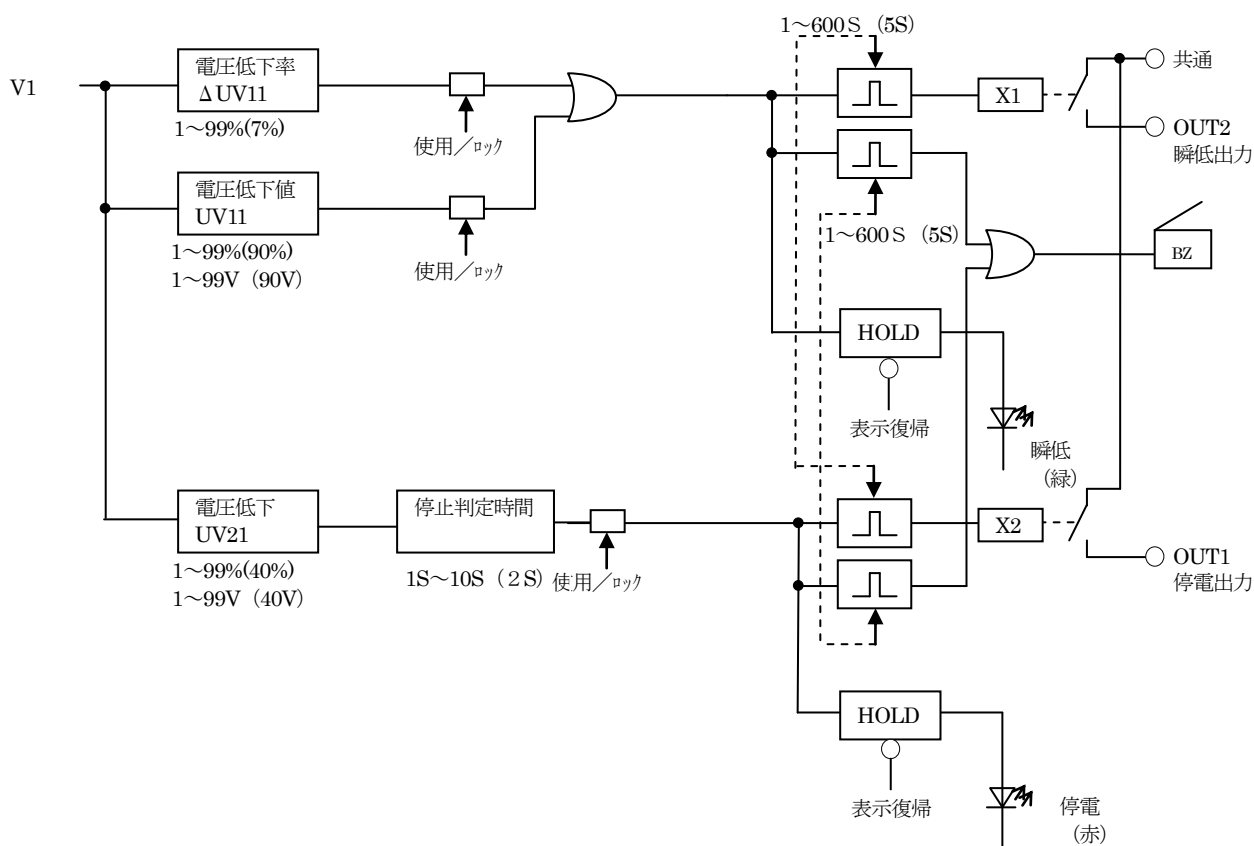 1～600S (5S)
V1
電圧低下率
ΔUV11
1～99%(7%)
使用／ロック
X1
共通
OUT2
瞬低出力
電圧低下値
UV11
1～99%(90%)
1～99V (90V)
使用／ロック
1～600S (5S)
BZ
HOLD
表示復帰
瞬低
(緑)
電圧低下
UV21
1～99%(40%)
1～99V (40V)
停止判定時間
1S～10S (2S)
使用／ロック
X2
OUT1
停電出力
HOLD
表示復帰
停電
(赤)